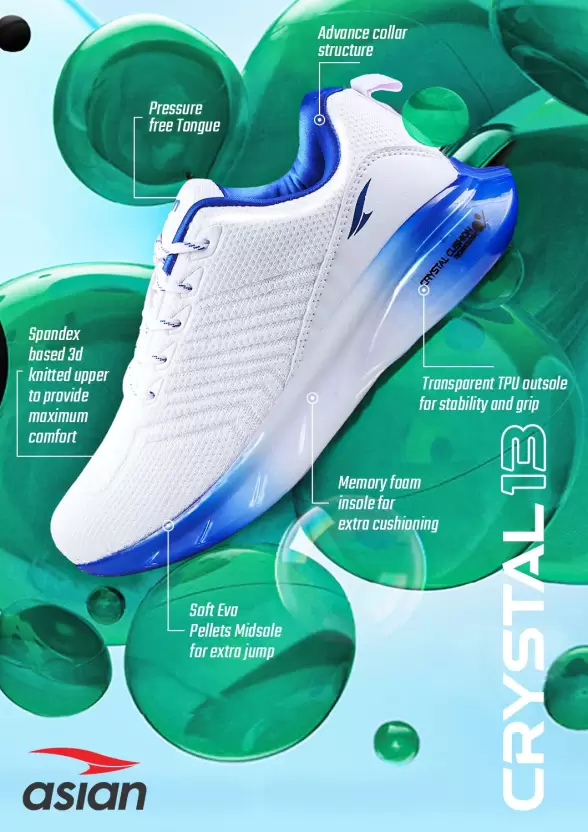 Advance collar
structure
Pressure
free Tongue
CRYSTAL CUSHION
Spandex
based 3d
knitted upper
to provide
maximum
comfort
Transparent TPU outsole
for stability and grip
Memory foam
insole for
extra cushioning
Soft Eva
Pellets Midsole
for extra jump
CRYSTAL 13
asian